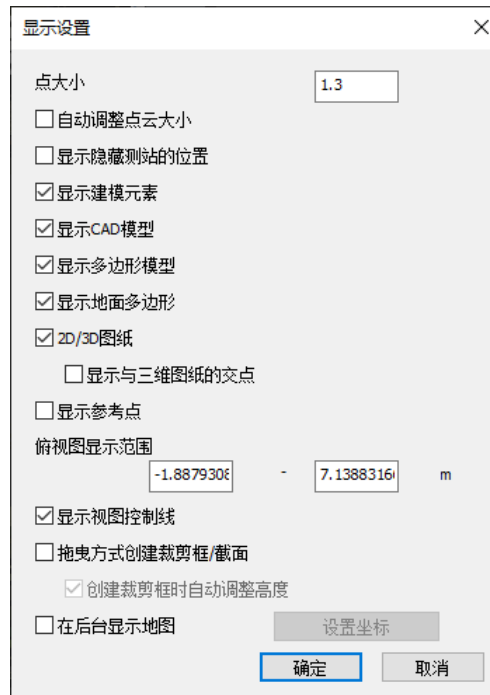 显示设置
点大小 1.3
自动调整点云大小
显示隐藏测站的位置
显示建模元素
显示CAD模型
显示多边形模型
显示地面多边形
2D/3D图纸
显示与三维图纸的交点
显示参考点
俯视图显示范围
-1.8879308 - 7.1388316 m
显示视图控制线
拖曳方式创建裁剪框/截面
创建裁剪框时自动调整高度
在后台显示地图 设置坐标
确定 取消